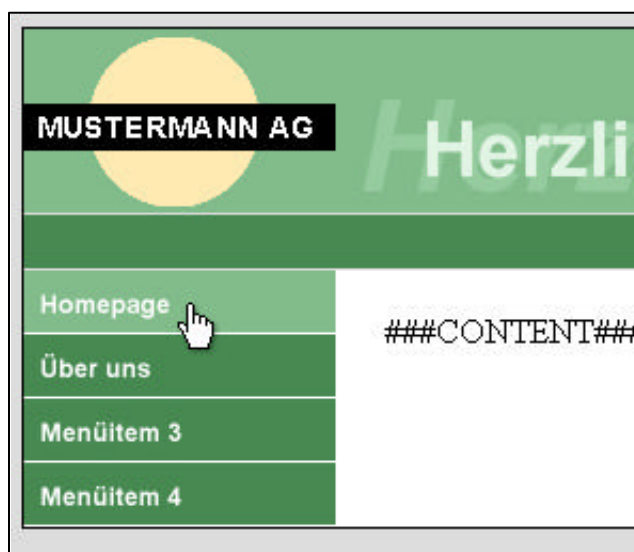 MUSTERMANN AG
Herzli
Homepage
###CONTENT###
Über uns
Menüitem 3
Menüitem 4